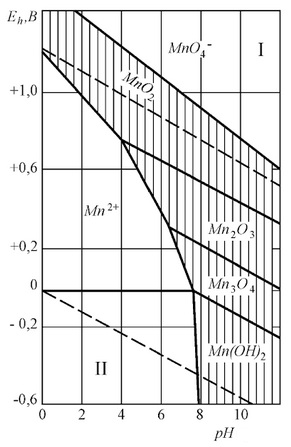 Eh,В
MnO4- I
MnO2
+1,0
+0,6
Mn2+
Mn2O3
+0,2
Mn3O4
0
- 0,2
Mn(OH)2
II
-0,6
0 2 4 6 8 10
pH